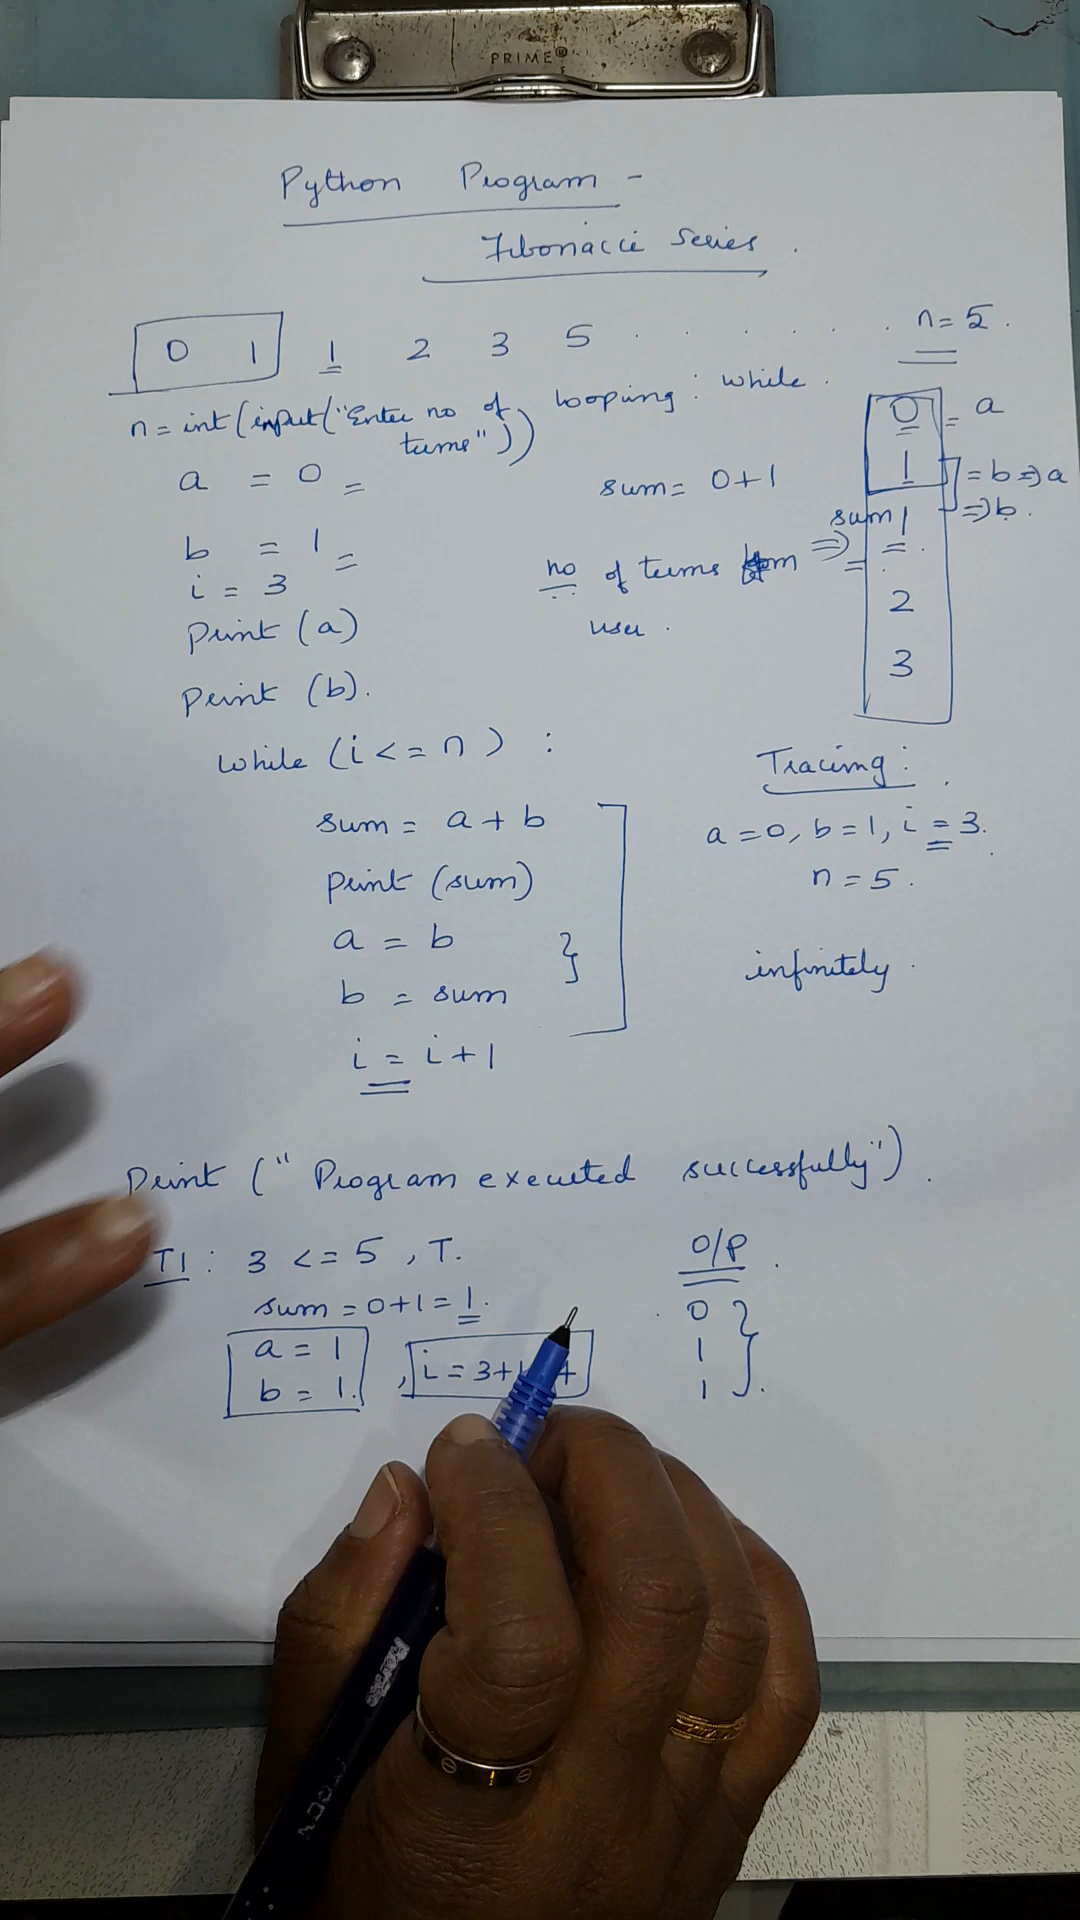 PRIME®
Python Program -
Fibonacci Series .
0 1 1 2 3 5 . . . . . . n = 5 .
n = int(input("Enter no of terms"))
looping : while .
0 = a
a = 0
sum = 0+1
1 = b => a
b = 1
sum 1 => b .
i = 3
no of terms from => =
user .
2
Print (a)
3
Print (b).
while (i <= n) :
Tracing :
sum = a + b
a = 0, b = 1, i = 3.
Print (sum)
n = 5 .
a = b }
infinitely .
b = sum
i = i + 1
Print (" Program executed successfully") .
T1 : 3 <= 5 , T.
O/P .
sum = 0+1 = 1.
0
a = 1 , i = 3+1
1
b = 1.
1 .